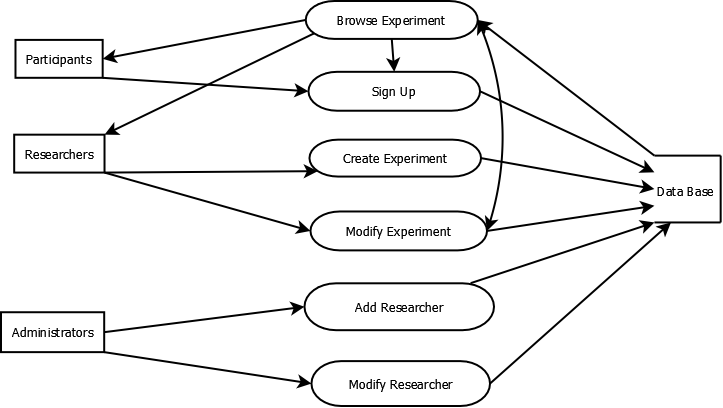 Browse Experiment
Participants
Sign Up
Researchers
Create Experiment
Data Base
Modify Experiment
Add Researcher
Administrators
Modify Researcher